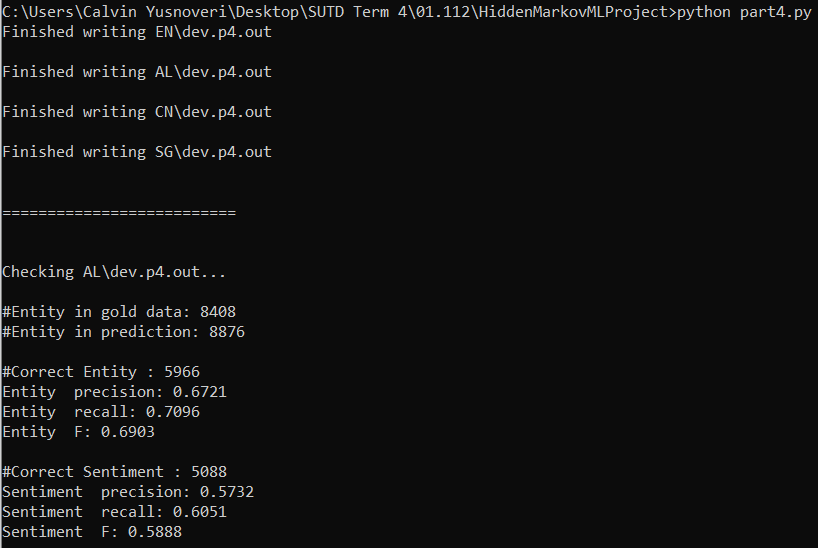 C:\Users\Calvin Yusnoveri\Desktop\SUTD Term 4\01.112\HiddenMarkovMLProject>python part4.py
Finished writing EN\dev.p4.out
Finished writing AL\dev.p4.out
Finished writing CN\dev.p4.out
Finished writing SG\dev.p4.out
==========================
Checking AL\dev.p4.out...
#Entity in gold data: 8408
#Entity in prediction: 8876
#Correct Entity : 5966
Entity  precision: 0.6721
Entity  recall: 0.7096
Entity  F: 0.6903
#Correct Sentiment : 5088
Sentiment  precision: 0.5732
Sentiment  recall: 0.6051
Sentiment  F: 0.5888